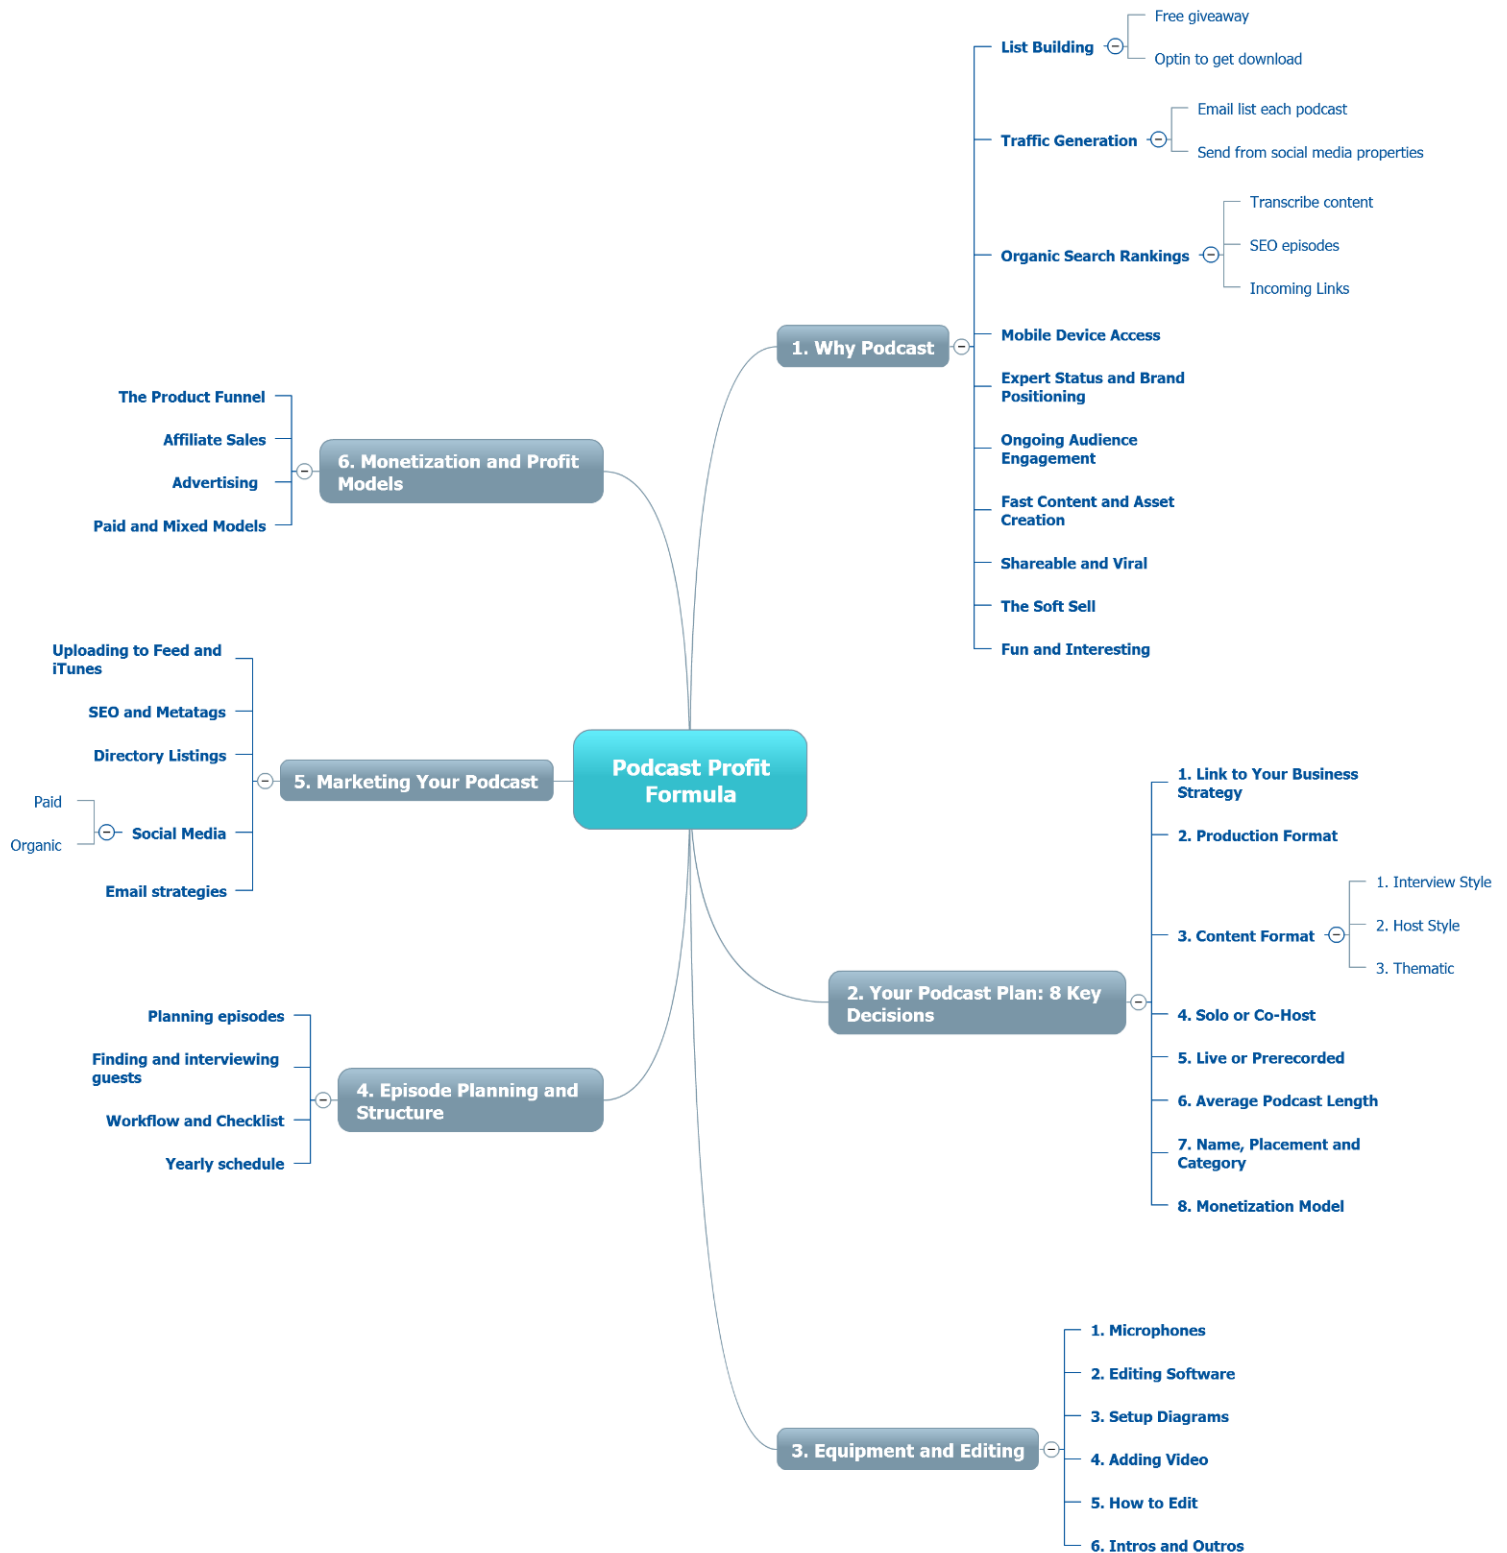 Podcast Profit
Formula
1. Why Podcast
List Building
Free giveaway
Optin to get download
Traffic Generation
Email list each podcast
Send from social media properties
Organic Search Rankings
Transcribe content
SEO episodes
Incoming Links
Mobile Device Access
Expert Status and Brand
Positioning
Ongoing Audience
Engagement
Fast Content and Asset
Creation
Shareable and Viral
The Soft Sell
Fun and Interesting
2. Your Podcast Plan: 8 Key
Decisions
1. Link to Your Business
Strategy
2. Production Format
3. Content Format
1. Interview Style
2. Host Style
3. Thematic
4. Solo or Co-Host
5. Live or Prerecorded
6. Average Podcast Length
7. Name, Placement and
Category
8. Monetization Model
3. Equipment and Editing
1. Microphones
2. Editing Software
3. Setup Diagrams
4. Adding Video
5. How to Edit
6. Intros and Outros
4. Episode Planning and
Structure
Planning episodes
Finding and interviewing
guests
Workflow and Checklist
Yearly schedule
5. Marketing Your Podcast
Uploading to Feed and
iTunes
SEO and Metatags
Directory Listings
Social Media
Paid
Organic
Email strategies
6. Monetization and Profit
Models
The Product Funnel
Affiliate Sales
Advertising
Paid and Mixed Models